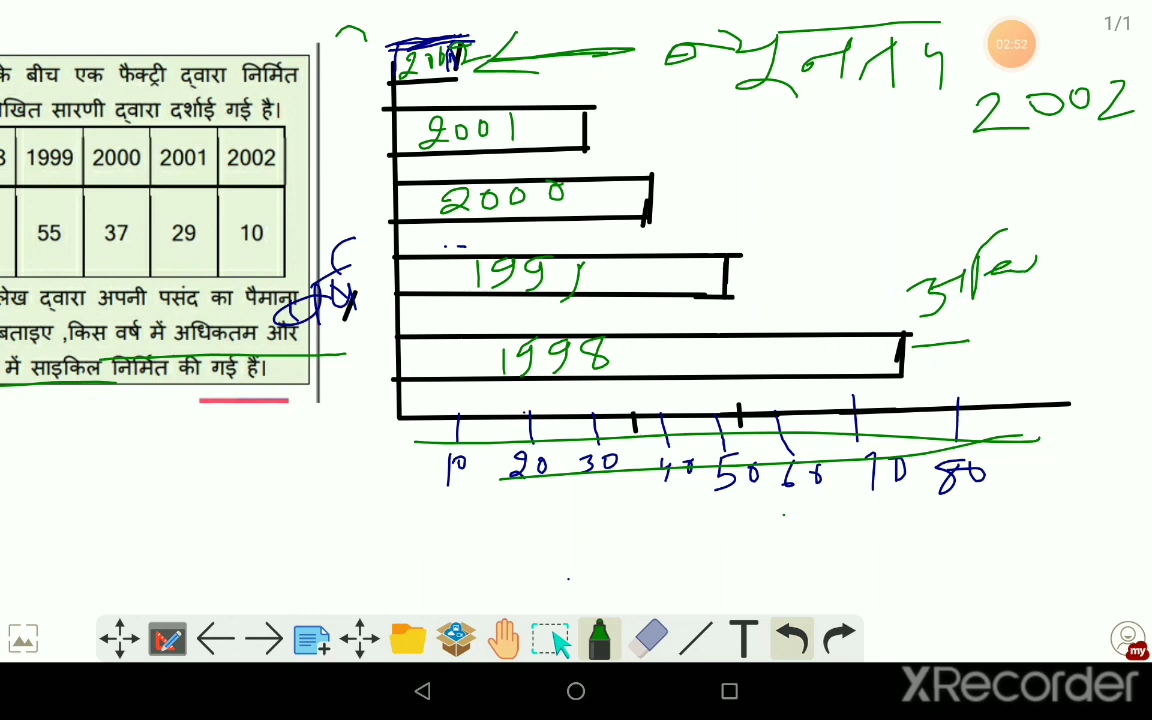 के बीच एक फैक्ट्री द्वारा निर्मित
खित सारणी द्वारा दर्शाई गई है।
1999 2000 2001 2002
55 37 29 10
लेख द्वारा अपनी पसंद का पैमाना
बताइए ,किस वर्ष में अधिकतम और
में साइकिल निर्मित की गई हैं।
2001
2000
199
1998
10 20 30 40 50 60 70 80
न्यूनतम
2002
02:52
1/1
T
my
XRecorder